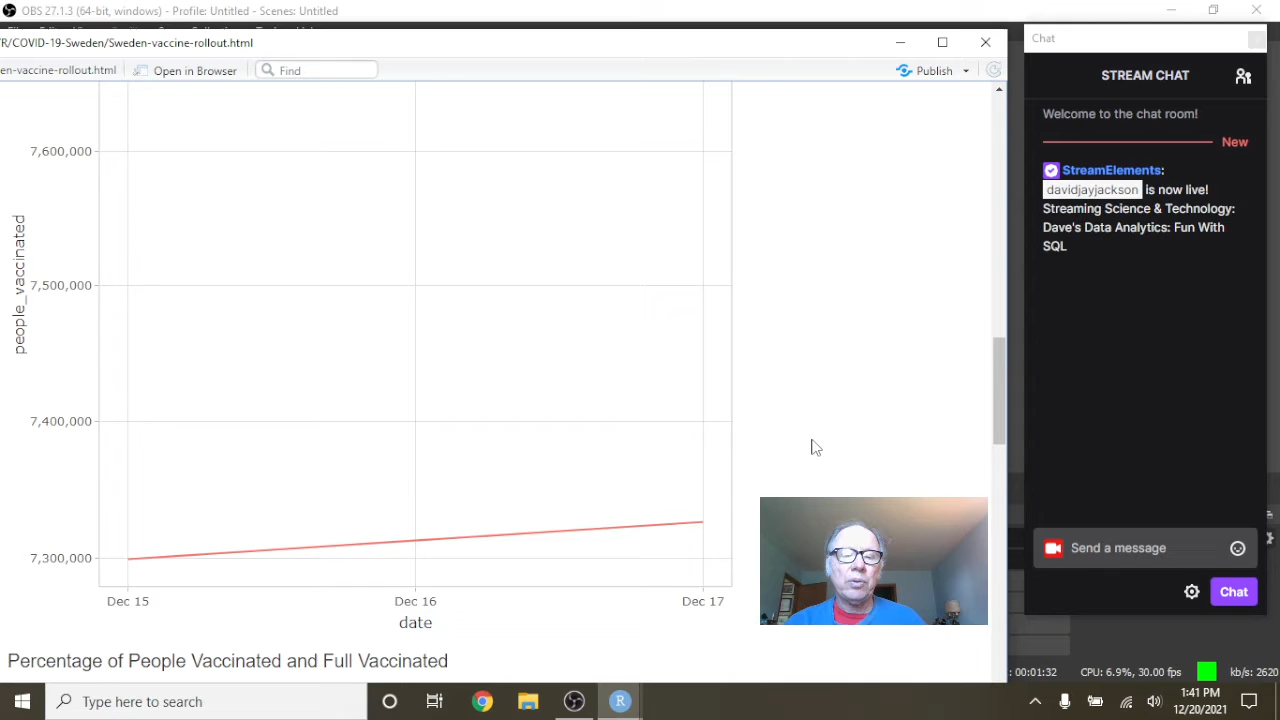 OBS 27.1.3 (64-bit, windows) - Profile: Untitled - Scenes: Untitled
R/COVID-19-Sweden/Sweden-vaccine-rollout.html
en-vaccine-rollout.html
Open in Browser
Find
Publish
people_vaccinated
7,600,000
7,500,000
7,400,000
7,300,000
Dec 15
Dec 16
Dec 17
date
Percentage of People Vaccinated and Full Vaccinated
Chat
STREAM CHAT
Welcome to the chat room!
New
StreamElements:
davidjayjackson is now live!
Streaming Science & Technology:
Dave's Data Analytics: Fun With
SQL
Send a message
Chat
: 00:01:32
CPU: 6.9%, 30.00 fps
kb/s: 2620
Type here to search
R
1:41 PM
12/20/2021